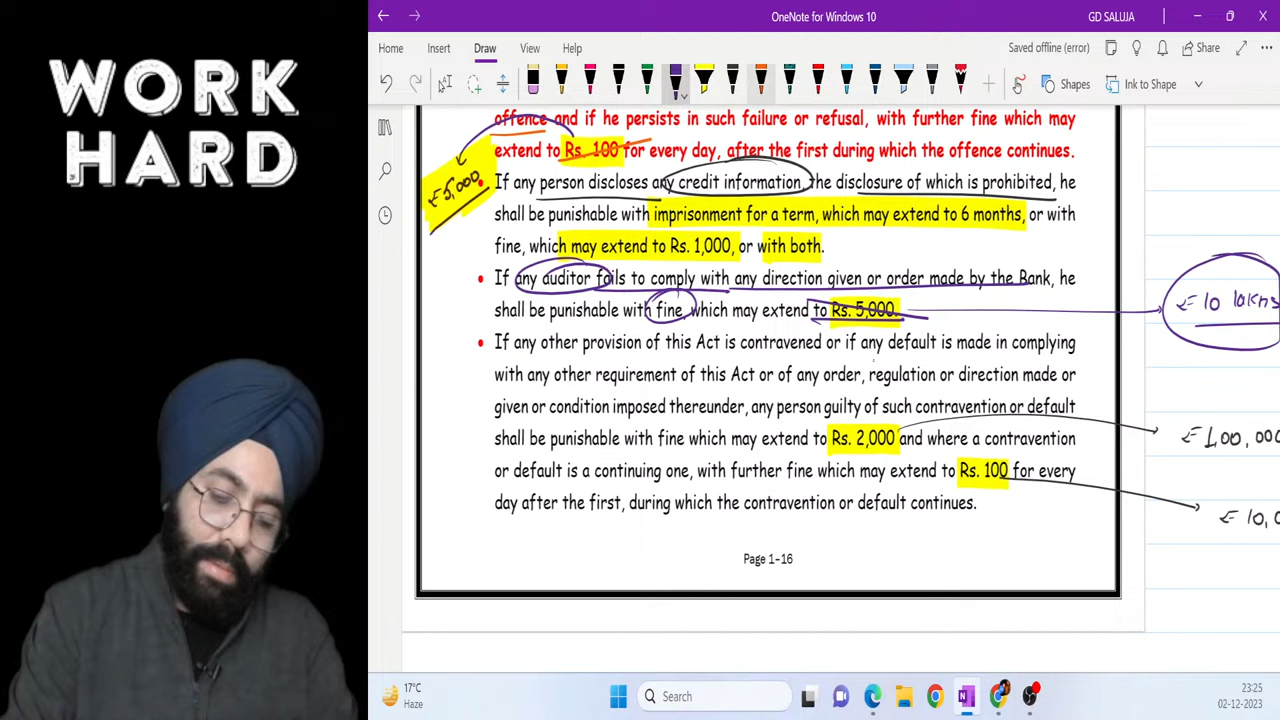 WORK
HARD
OneNote for Windows 10
GD SALUJA
Home
Insert
Draw
View
Help
Saved offline (error)
Share
Shapes
Ink to Shape
offence and if he persists in such failure or refusal, with further fine which may
extend to Rs. 100 for every day, after the first during which the offence continues.
₹5,000
If any person discloses any credit information, the disclosure of which is prohibited, he
shall be punishable with imprisonment for a term, which may extend to 6 months, or with
fine, which may extend to Rs. 1,000, or with both.
• If any auditor fails to comply with any direction given or order made by the Bank, he
shall be punishable with fine, which may extend to Rs. 5,000.
₹ 10 lakhs
• If any other provision of this Act is contravened or if any default is made in complying
with any other requirement of this Act or of any order, regulation or direction made or
given or condition imposed thereunder, any person guilty of such contravention or default
shall be punishable with fine which may extend to Rs. 2,000 and where a contravention
₹ 1,00,000
or default is a continuing one, with further fine which may extend to Rs. 100 for every
day after the first, during which the contravention or default continues.
₹ 10,0
Page 1-16
17°C
Haze
Search
23:25
02-12-2023